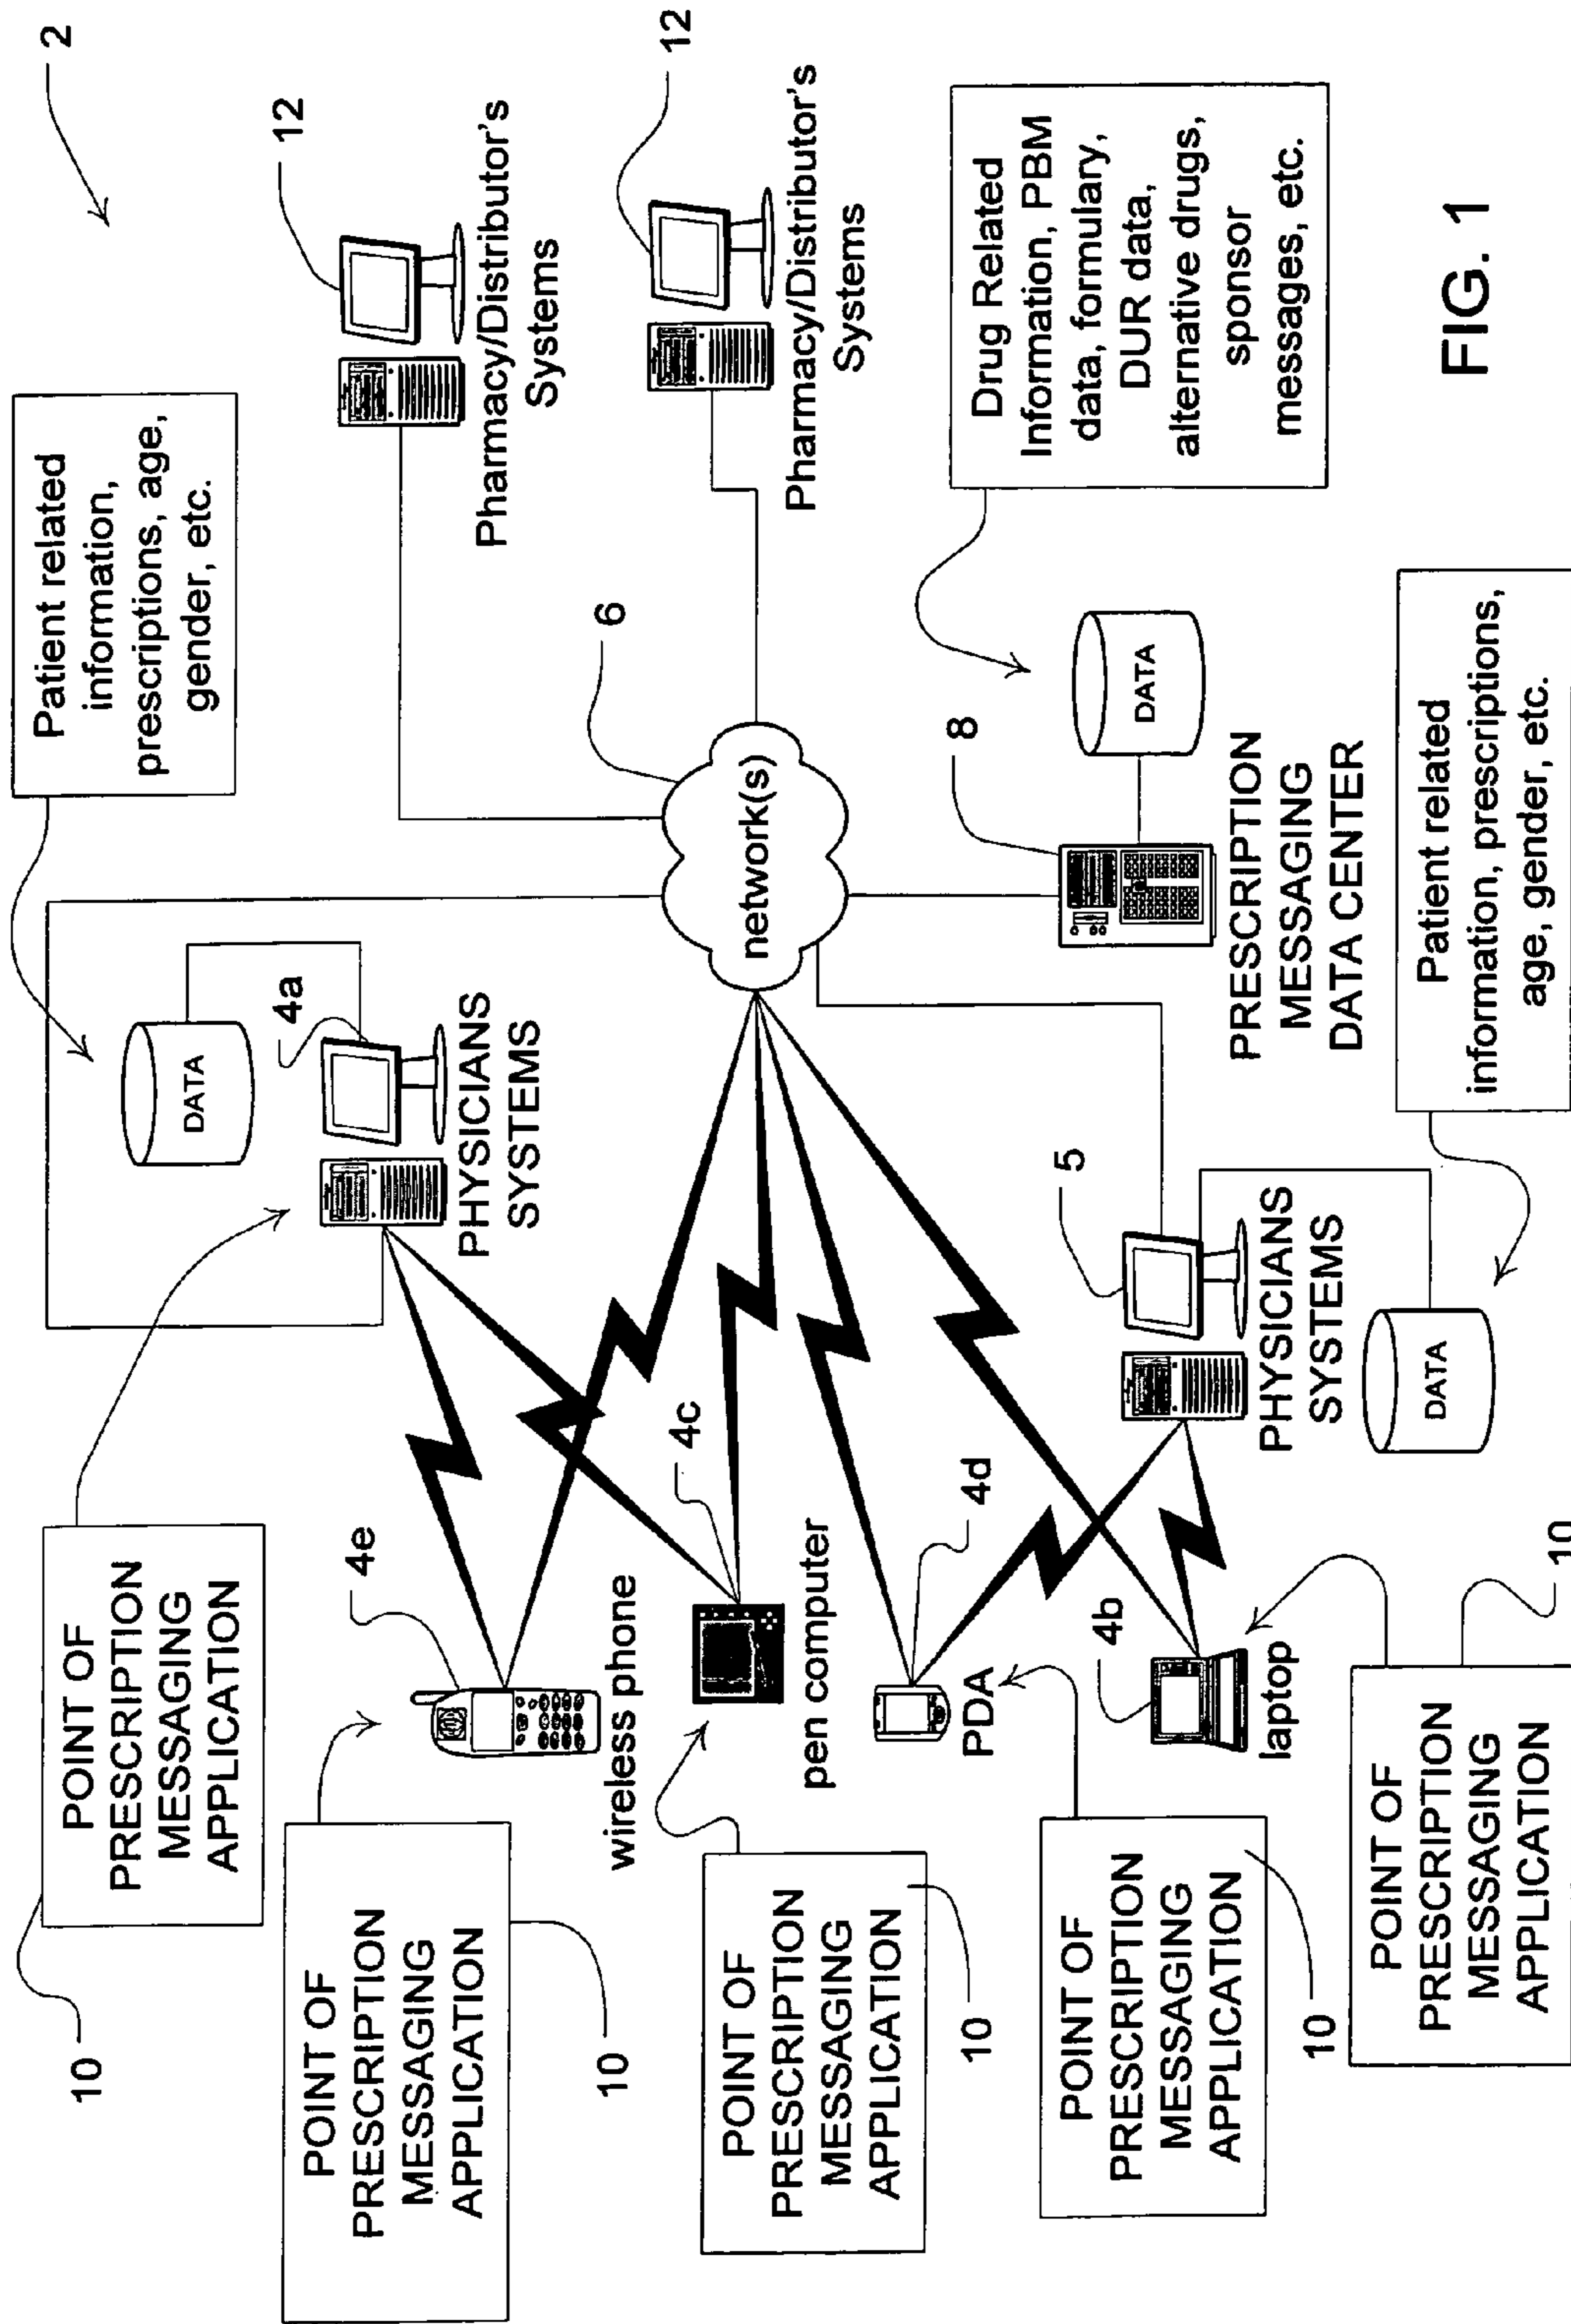 2
Patient related
information,
prescriptions, age,
gender, etc.
12
Pharmacy/Distributor's
Systems
12
Pharmacy/Distributor's
Systems
10
POINT OF
PRESCRIPTION
MESSAGING
APPLICATION
DATA
4a
PHYSICIANS
SYSTEMS
6
network(s)
POINT OF
PRESCRIPTION
MESSAGING
APPLICATION
10
4e
wireless phone
POINT OF
PRESCRIPTION
MESSAGING
APPLICATION
10
4c
pen computer
POINT OF
PRESCRIPTION
MESSAGING
APPLICATION
10
4d
PDA
POINT OF
PRESCRIPTION
MESSAGING
APPLICATION
10
4b
laptop
5
PHYSICIANS
SYSTEMS
DATA
8
PRESCRIPTION
MESSAGING
DATA CENTER
DATA
Drug Related
Information, PBM
data, formulary,
DUR data,
alternative drugs,
sponsor
messages, etc.
Patient related
information, prescriptions,
age, gender, etc.
FIG. 1